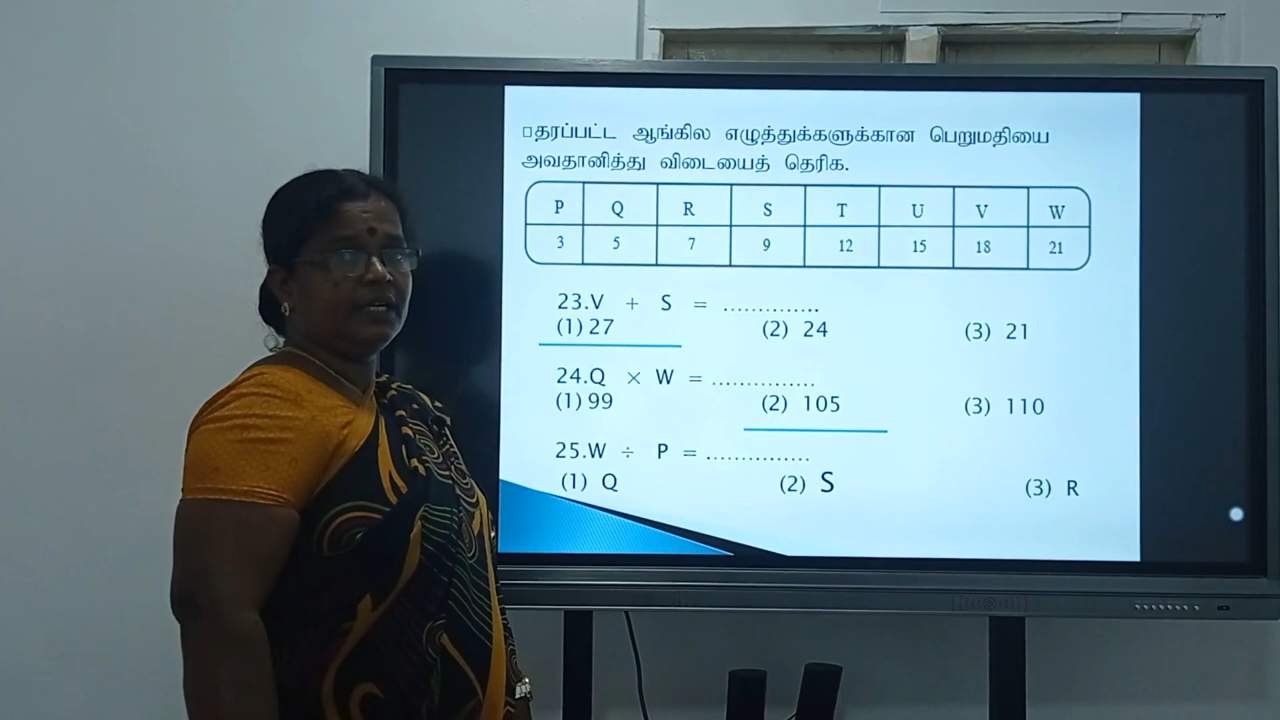 ▯தரப்பட்ட ஆங்கில எழுத்துக்களுக்கான பெறுமதியை
அவதானித்து விடையைத் தெரிக.
P Q R S T U V W
3 5 7 9 12 15 18 21
23.V + S = ..............
(1) 27 (2) 24 (3) 21
24.Q × W = ...............
(1) 99 (2) 105 (3) 110
25.W ÷ P = ...............
(1) Q (2) S (3) R